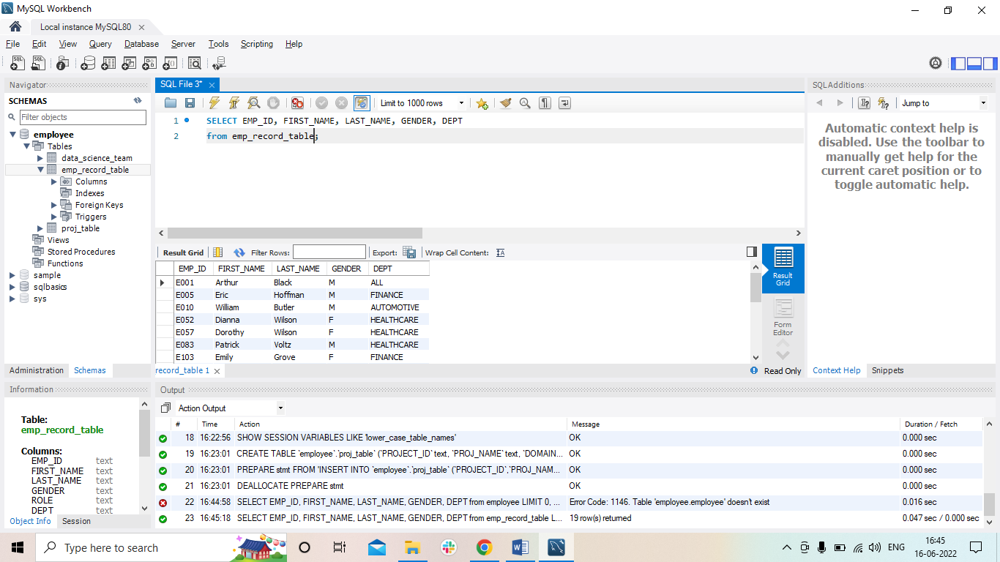 MySQL Workbench
Local instance MySQL80
File Edit View Query Database Server Tools Scripting Help
Navigator
SCHEMAS
Filter objects
employee
Tables
data_science_team
emp_record_table
Columns
Indexes
Foreign Keys
Triggers
proj_table
Views
Stored Procedures
Functions
sample
sqlbasics
sys
Administration Schemas
Information
Table:
emp_record_table
Columns:
EMP_ID text
FIRST_NAME text
LAST_NAME text
GENDER text
ROLE text
DEPT text
Object Info Session
SQL File 3*
Limit to 1000 rows
1 SELECT EMP_ID, FIRST_NAME, LAST_NAME, GENDER, DEPT
2 from emp_record_table;
Result Grid Filter Rows: Export: Wrap Cell Content:
EMP_ID FIRST_NAME LAST_NAME GENDER DEPT
E001 Arthur Black M ALL
E005 Eric Hoffman M FINANCE
E010 William Butler M AUTOMOTIVE
E052 Dianna Wilson F HEALTHCARE
E057 Dorothy Wilson F HEALTHCARE
E083 Patrick Voltz M HEALTHCARE
E103 Emily Grove F FINANCE
Result
Grid
Form
Editor
record_table 1
Read Only
SQLAdditions
Jump to
Automatic context help is
disabled. Use the toolbar to
manually get help for the
current caret position or to
toggle automatic help.
Context Help Snippets
Output
Action Output
# Time Action Message Duration / Fetch
18 16:22:56 SHOW SESSION VARIABLES LIKE 'lower_case_table_names' OK 0.000 sec
19 16:23:01 CREATE TABLE `employee`.`proj_table` (`PROJECT_ID` text, `PROJ_NAME` text, `DOMAIN... OK 0.000 sec
20 16:23:01 PREPARE stmt FROM 'INSERT INTO `employee`.`proj_table` (`PROJECT_ID`,`PROJ_NAM... OK 0.000 sec
21 16:23:01 DEALLOCATE PREPARE stmt OK 0.000 sec
22 16:44:58 SELECT EMP_ID, FIRST_NAME, LAST_NAME, GENDER, DEPT from employee LIMIT 0, ... Error Code: 1146. Table 'employee.employee' doesn't exist 0.016 sec
23 16:45:18 SELECT EMP_ID, FIRST_NAME, LAST_NAME, GENDER, DEPT from emp_record_table L... 19 row(s) returned 0.047 sec / 0.000 sec
Type here to search
ENG
16:45
16-06-2022